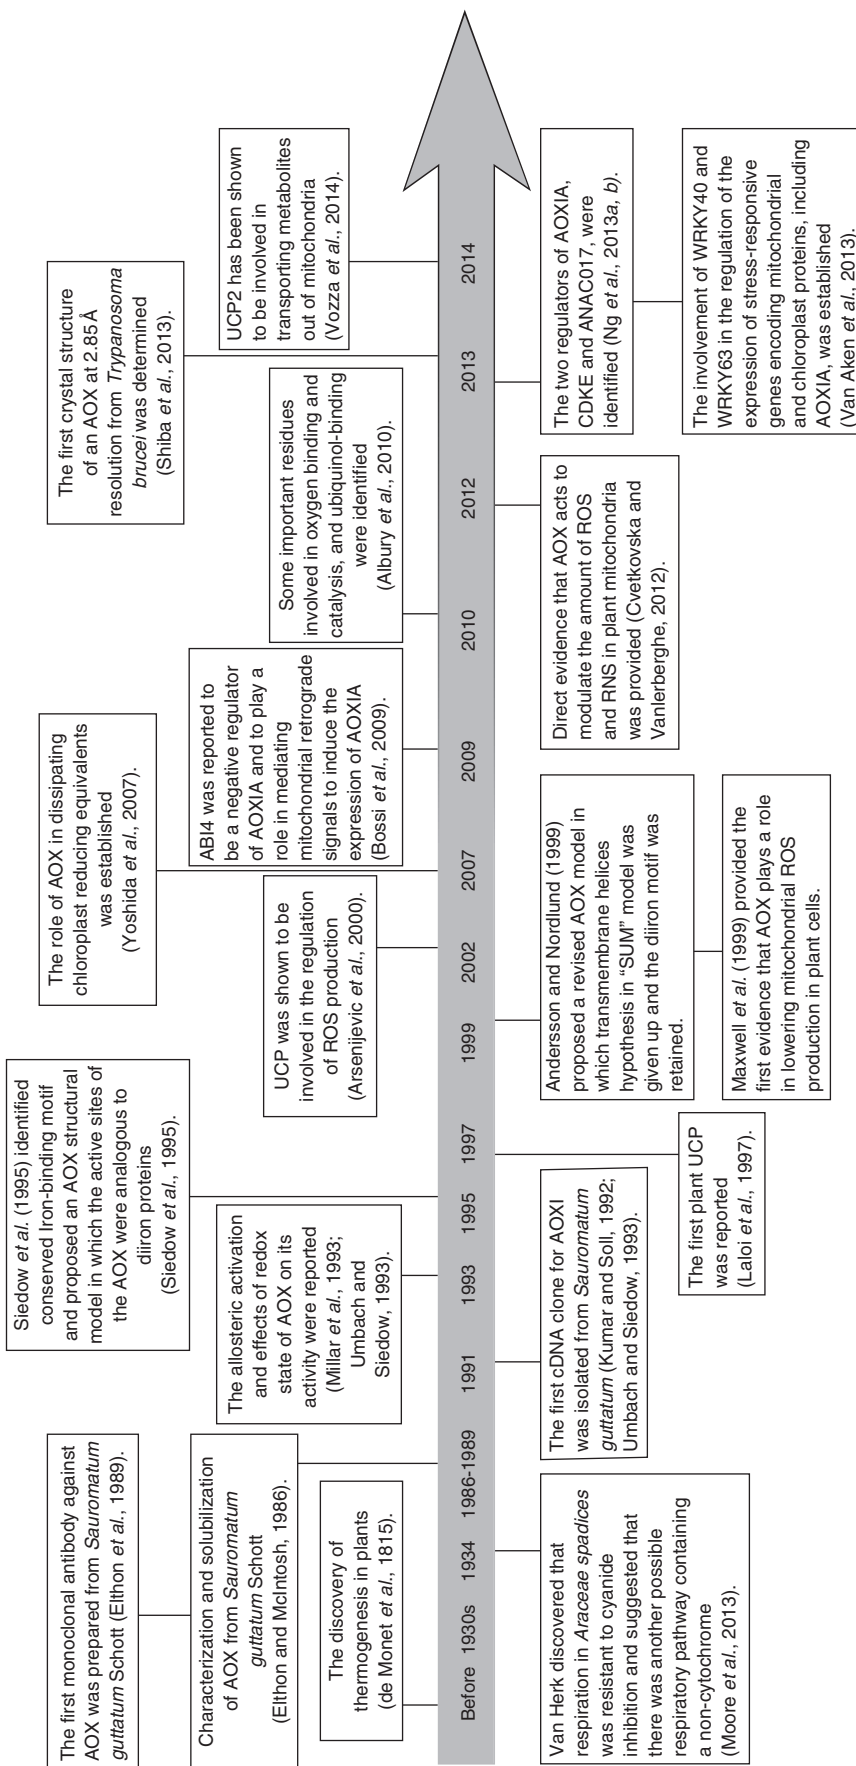 The first monoclonal antibody against
AOX was prepared from Sauromatum
guttatum Schott (Elthon et al., 1989).
Characterization and solubilization
of AOX from Sauromatum
guttatum Schott
(Elthon and McIntosh, 1986).
The discovery of
thermogenesis in plants
(de Monet et al., 1815).
Siedow et al. (1995) identified
conserved Iron-binding motif
and proposed an AOX structural
model in which the active sites of
the AOX were analogous to
diiron proteins
(Siedow et al., 1995).
The allosteric activation
and effects of redox
state of AOX on its
activity were reported
(Millar et al., 1993;
Umbach and
Siedow, 1993).
The role of AOX in dissipating
chloroplast reducing equivalents
was established
(Yoshida et al., 2007).
UCP was shown to be
involved in the regulation
of ROS production
(Arsenijevic et al., 2000).
ABI4 was reported to
be a negative regulator
of AOXIA and to play a
role in mediating
mitochondrial retrograde
signals to induce the
expression of AOXIA
(Bossi et al., 2009).
The first crystal structure
of an AOX at 2.85 Å
resolution from Trypanosoma
brucei was determined
(Shiba et al., 2013).
Some important residues
involved in oxygen binding and
catalysis, and ubiquinol-binding
were identified
(Albury et al., 2010).
UCP2 has been shown
to be involved in
transporting metabolites
out of mitochondria
(Vozza et al., 2014).
Before 1930s 1934 1986-1989 1991 1993 1995 1997 1999 2002 2007 2009 2010 2012 2013 2014
Van Herk discovered that
respiration in Araceae spadices
was resistant to cyanide
inhibition and suggested that
there was another possible
respiratory pathway containing
a non-cytochrome
(Moore et al., 2013).
The first cDNA clone for AOXI
was isolated from Sauromatum
guttatum (Kumar and Soll, 1992;
Umbach and Siedow, 1993).
The first plant UCP
was reported
(Laloi et al., 1997).
Andersson and Nordlund (1999)
proposed a revised AOX model in
which transmembrane helices
hypothesis in “SUM” model was
given up and the diiron motif was
retained.
Maxwell et al. (1999) provided the
first evidence that AOX plays a role
in lowering mitochondrial ROS
production in plant cells.
Direct evidence that AOX acts to
modulate the amount of ROS
and RNS in plant mitochondria
was provided (Cvetkovska and
Vanlerberghe, 2012).
The two regulators of AOXIA,
CDKE and ANAC017, were
identified (Ng et al., 2013a, b).
The involvement of WRKY40 and
WRKY63 in the regulation of the
expression of stress-responsive
genes encoding mitochondrial
and chloroplast proteins, including
AOXIA, was established
(Van Aken et al., 2013).